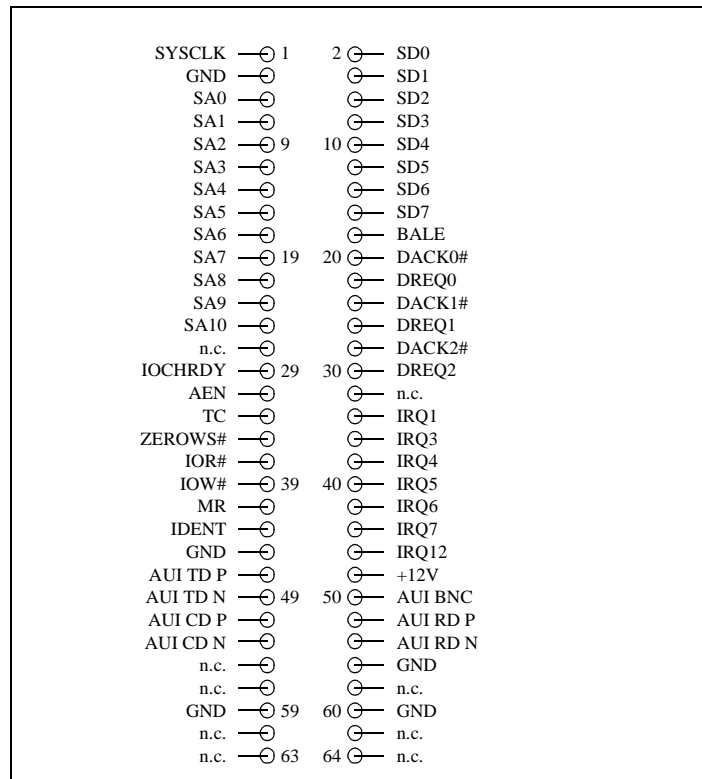 SYSCLK 1 2 SD0
GND SD1
SA0 SD2
SA1 SD3
SA2 9 10 SD4
SA3 SD5
SA4 SD6
SA5 SD7
SA6 BALE
SA7 19 20 DACK0#
SA8 DREQ0
SA9 DACK1#
SA10 DREQ1
n.c. DACK2#
IOCHRDY 29 30 DREQ2
AEN n.c.
TC IRQ1
ZEROWS# IRQ3
IOR# IRQ4
IOW# 39 40 IRQ5
MR IRQ6
IDENT IRQ7
GND IRQ12
AUI TD P +12V
AUI TD N 49 50 AUI BNC
AUI CD P AUI RD P
AUI CD N AUI RD N
n.c. GND
n.c. n.c.
GND 59 60 GND
n.c. n.c.
n.c. 63 64 n.c.